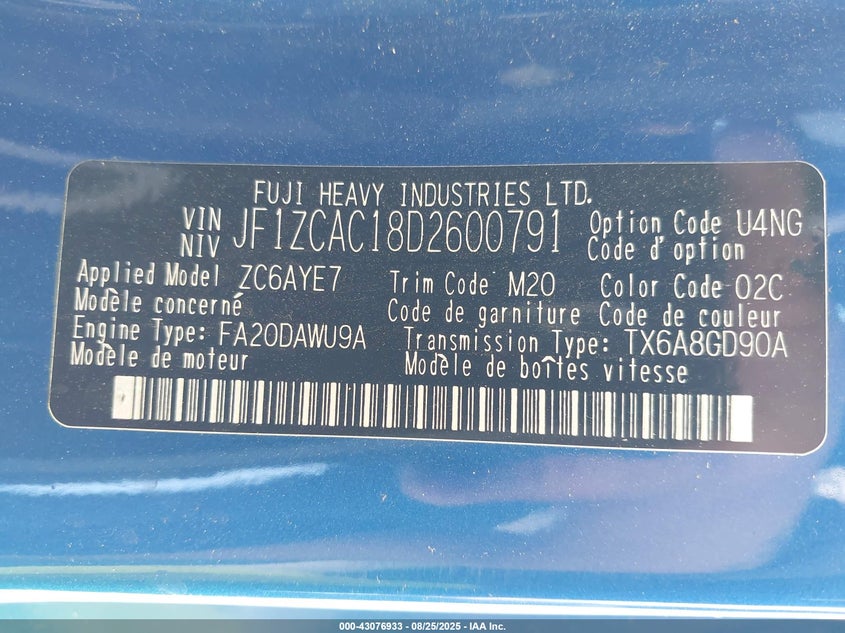 FUJI HEAVY INDUSTRIES LTD.
VIN JF1ZCAC18D2600791 Option Code U4NG
NIV Code d'option
Applied Model ZC6AYE7 Trim Code M20 Color Code 02C
Modèle concerné Code de garniture Code de couleur
Engine Type: FA20DAWU9A Transmission Type: TX6A8GD90A
Modèle de moteur Modèle de boîtes vitesse
000-43076933 - 08/25/2025 - IAA Inc.